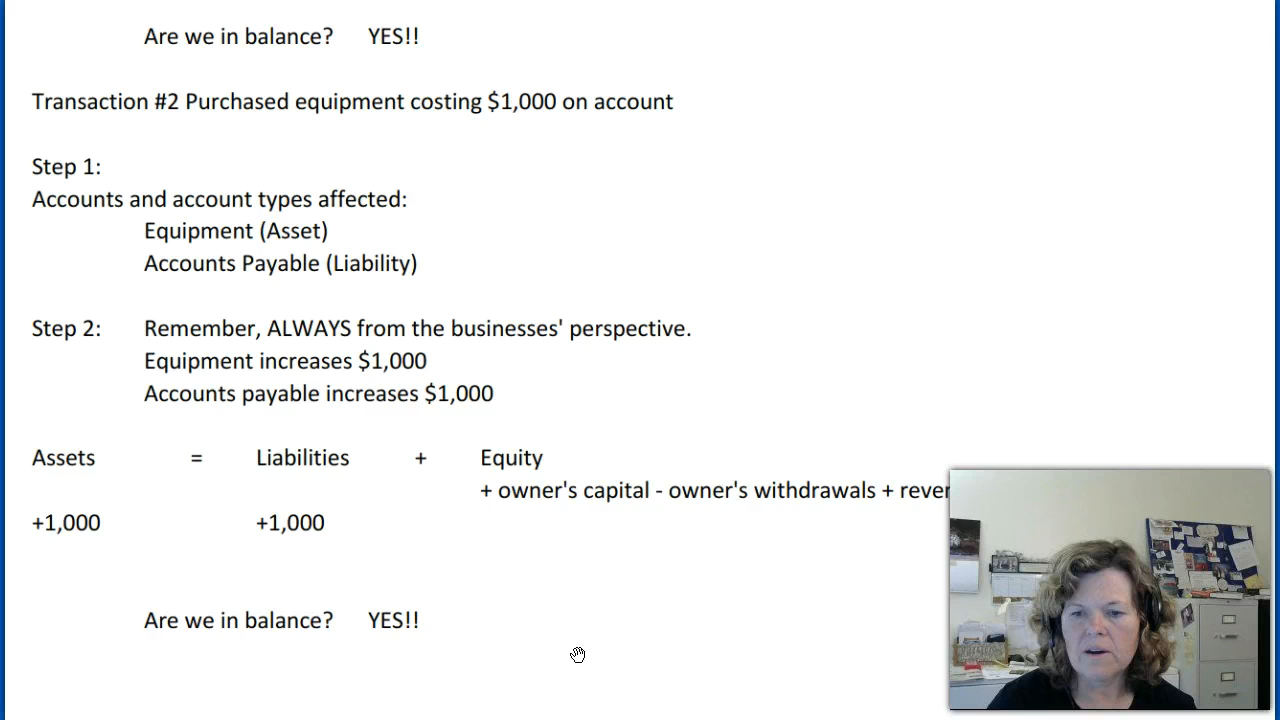 Are we in balance? YES!!
Transaction #2 Purchased equipment costing $1,000 on account
Step 1:
Accounts and account types affected:
Equipment (Asset)
Accounts Payable (Liability)
Step 2: Remember, ALWAYS from the businesses' perspective.
Equipment increases $1,000
Accounts payable increases $1,000
Assets = Liabilities + Equity
+ owner's capital - owner's withdrawals +
+1,000 +1,000
Are we in balance? YES!!